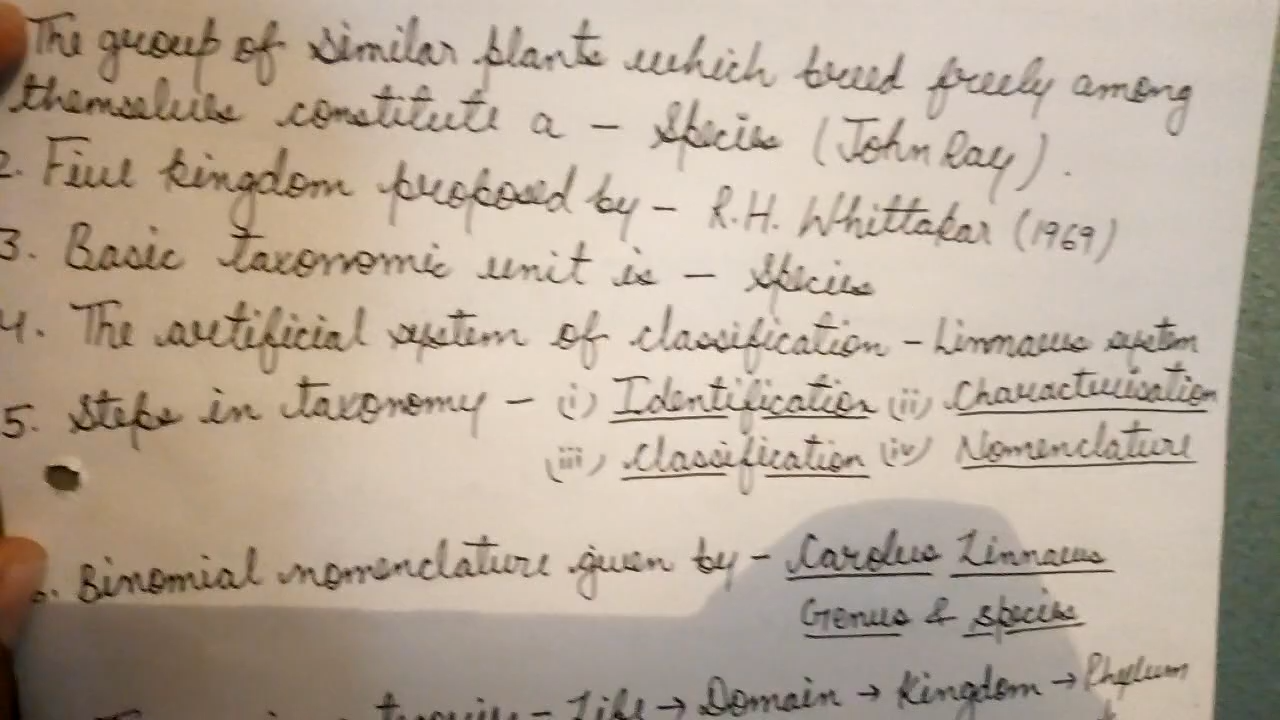 The group of similar plants which breed freely among
themselves constitute a - Species (John Ray).
2. Five kingdom proposed by - R.H. Whittakar (1969)
3. Basic taxonomic unit is - Species
4. The artificial system of classification - Linnaeus system
5. Steps in taxonomy - (i) Identification (ii) Characterisation
(iii) Classification (iv) Nomenclature
Binomial nomenclature given by - Carolus Linnaeus
Genus & species
- Life → Domain → Kingdom → Phylum